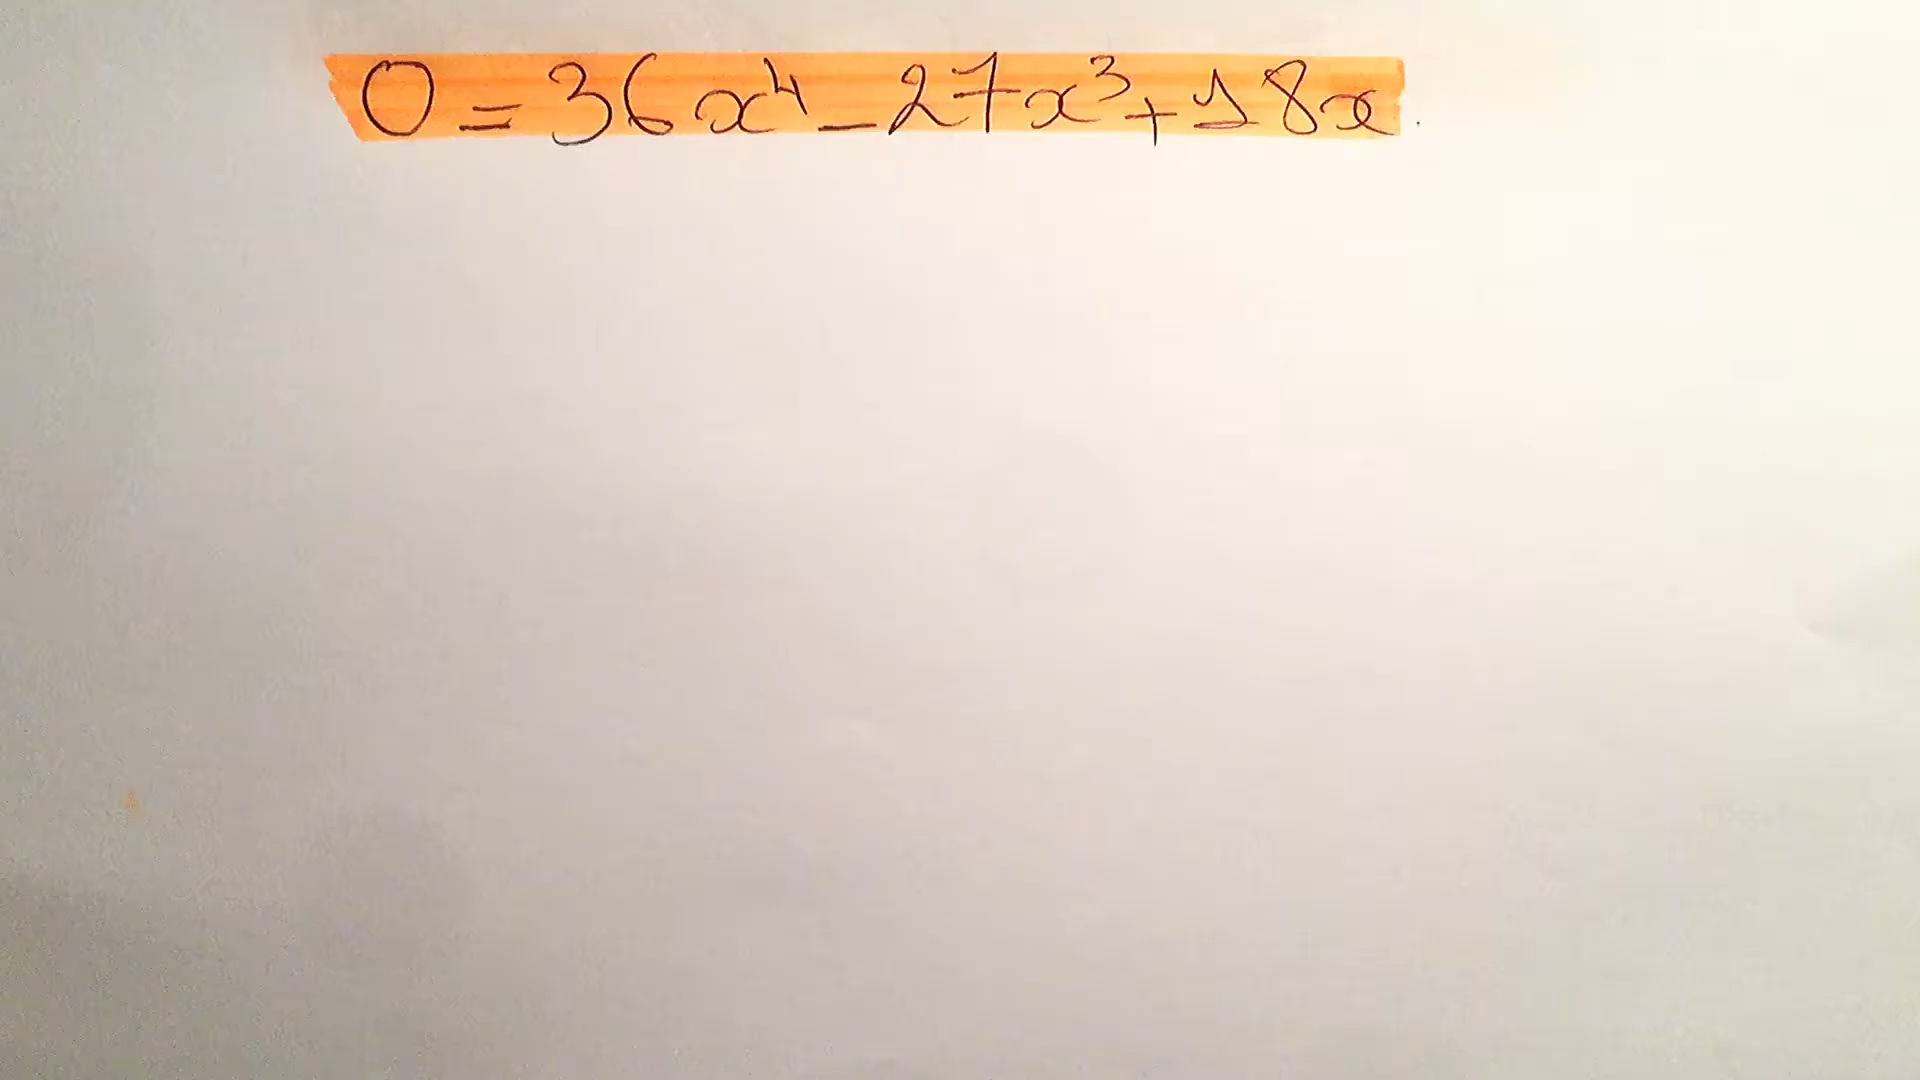 0 = 36x⁴ - 27x³ + 18x